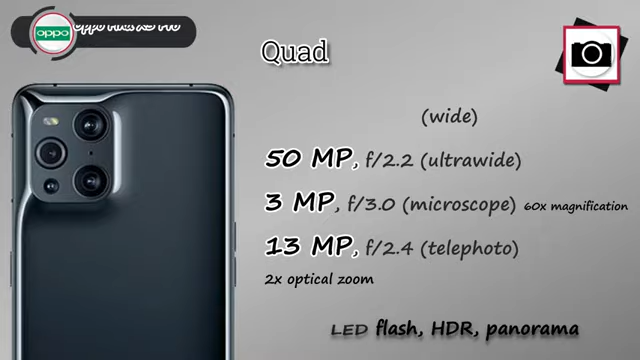 oppo
Quad
(wide)
50 MP, f/2.2 (ultrawide)
3 MP, f/3.0 (microscope) 60x magnification
13 MP, f/2.4 (telephoto)
2x optical zoom
LED flash, HDR, panorama